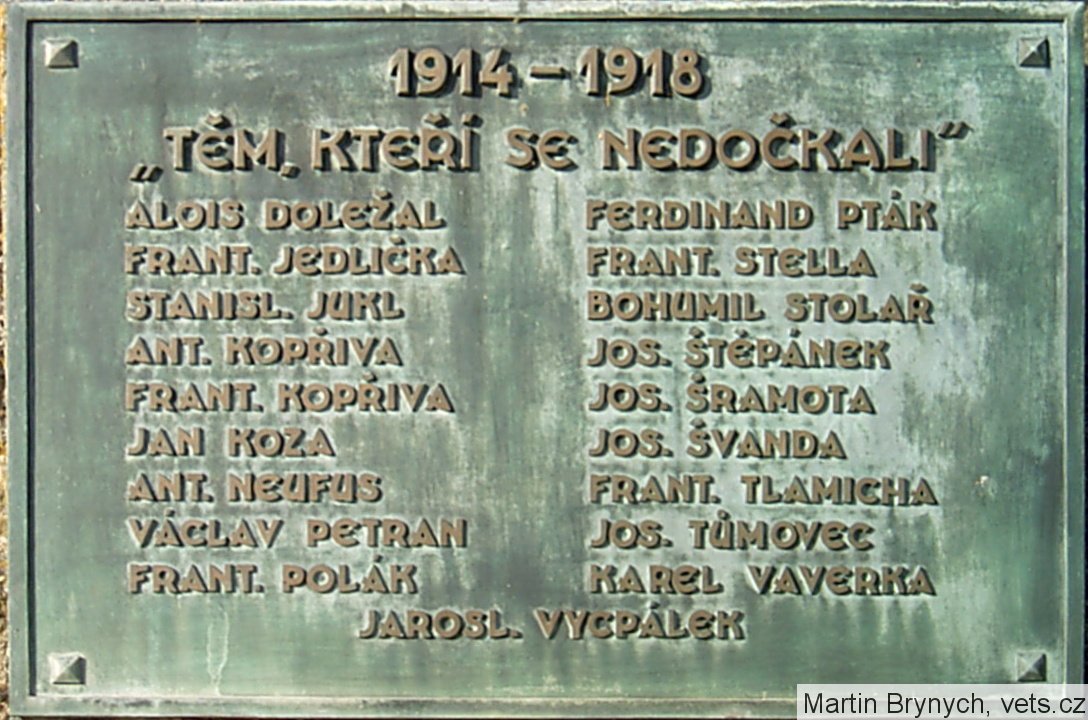 1914 – 1918
„TĚM, KTEŘÍ SE NEDOČKALI“
ALOIS DOLEŽAL
FRANT. JEDLIČKA
STANISL. JUKL
ANT. KOPŘIVA
FRANT. KOPŘIVA
JAN KOZA
ANT. NEUFUS
VÁCLAV PETRAN
FRANT. POLÁK
FERDINAND PTÁK
FRANT. STELLA
BOHUMIL STOLAŘ
JOS. ŠTĚPÁNEK
JOS. ŠRAMOTA
JOS. ŠVANDA
FRANT. TLAMICHA
JOS. TŮMOVEC
KAREL VAVERKA
JAROSL. VYCPÁLEK
Martin Brynych, vets.cz